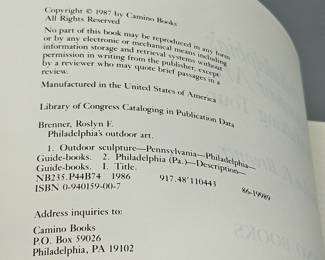 Copyright © 1987 by Camino Books
All Rights Reserved
No part of this book may be reproduced in any form
or by any electronic or mechanical means including
information storage and retrieval systems without
permission in writing from the publisher, except
by a reviewer who may quote brief passages in a
review.
Manufactured in the United States of America
Library of Congress Cataloging in Publication Data
Brenner, Roslyn F.
Philadelphia's outdoor art.
1. Outdoor sculpture—Pennsylvania—Philadelphia—
Guide-books. 2. Philadelphia (Pa.)—Description—
Guide-books. I. Title.
NB235.P44B74 1986 917.48'110443 86-19989
ISBN 0-940159-00-7
Address inquiries to:
Camino Books
P.O. Box 59026
Philadelphia, PA 19102